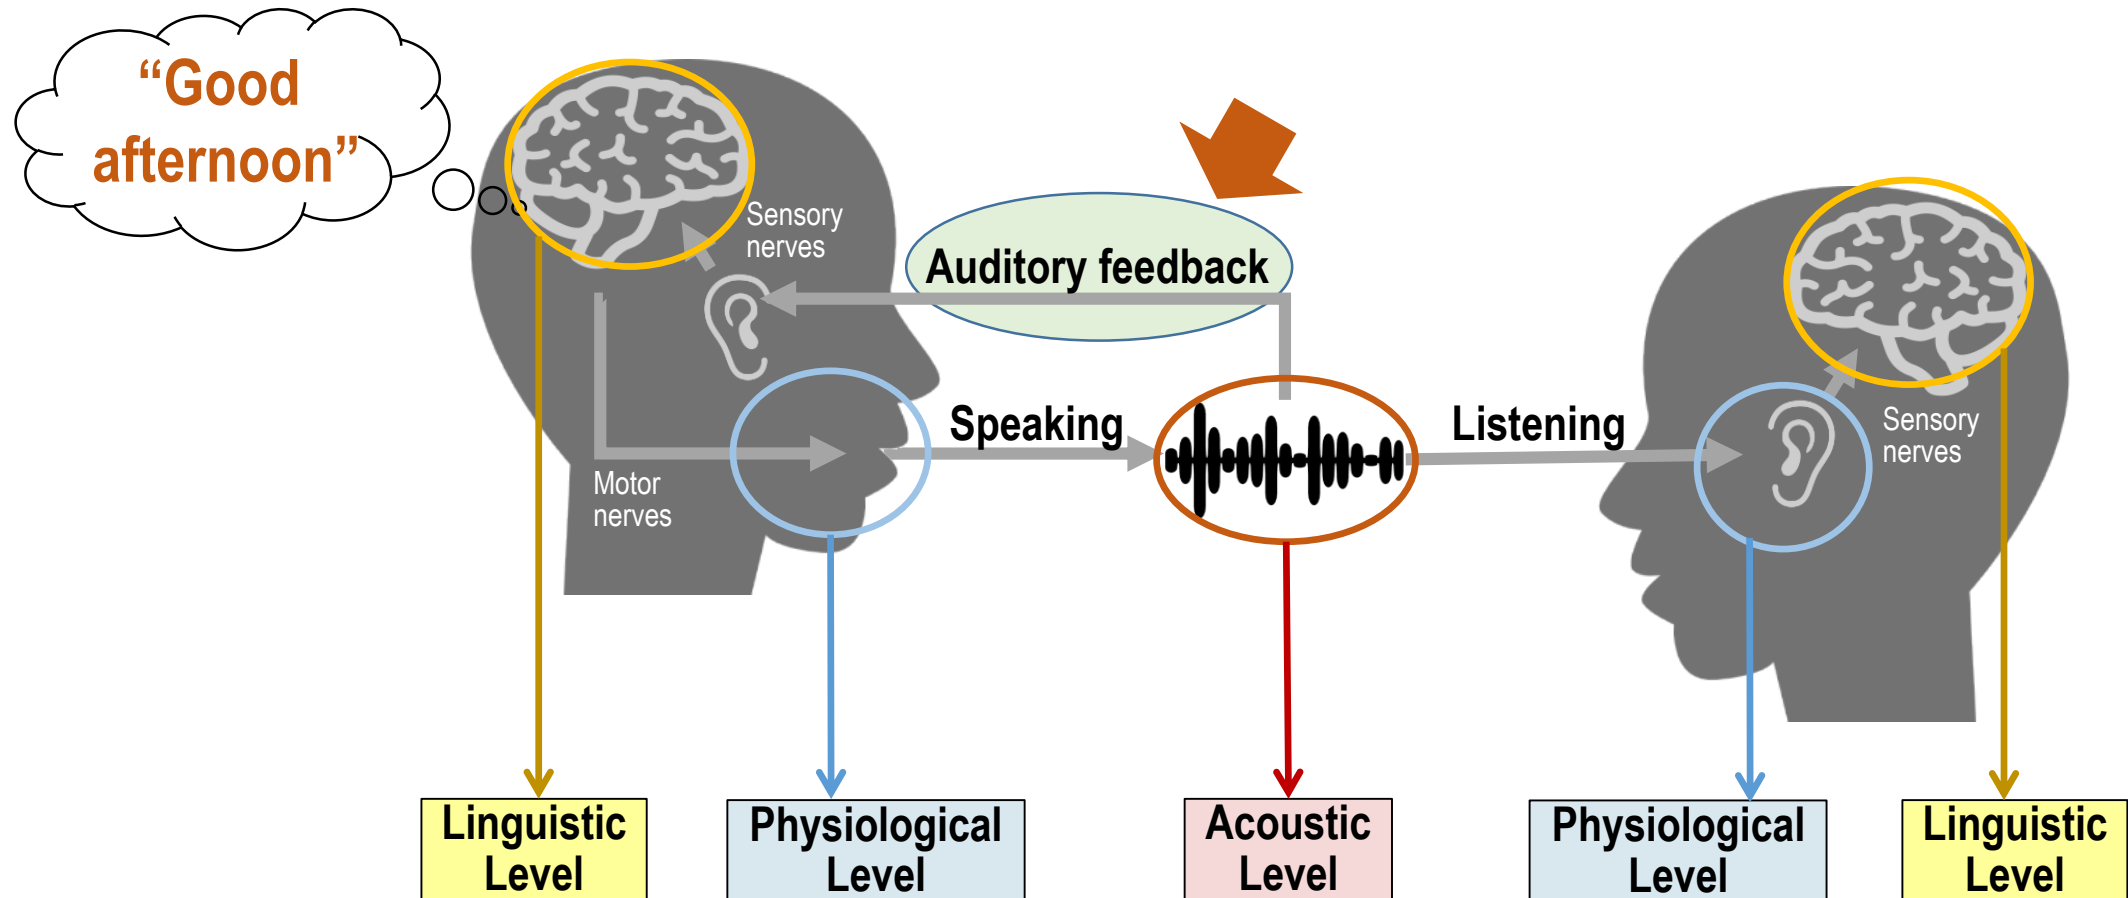 “Good
afternoon”
Sensory
nerves
Auditory feedback
Speaking
Listening
Sensory
nerves
Motor
nerves
Linguistic
Level
Physiological
Level
Acoustic
Level
Physiological
Level
Linguistic
Level